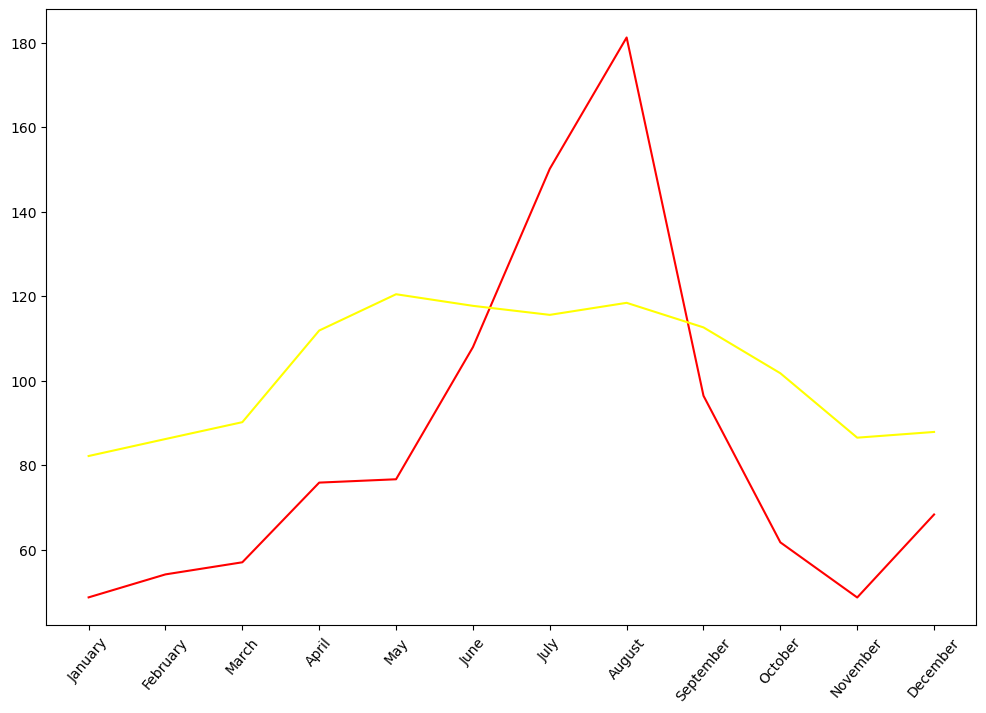 180
160
140
120
100
80
60
January
February
March
April
May
June
July
August
September
October
November
December